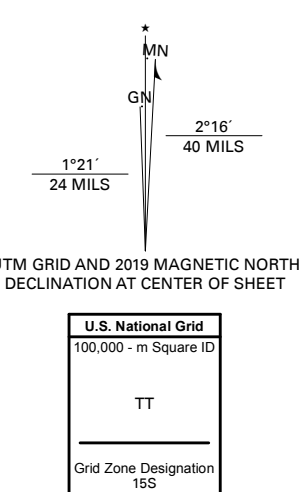 MN
GN
2°16´
40 MILS
1°21´
24 MILS
UTM GRID AND 2019 MAGNETIC NORTH
DECLINATION AT CENTER OF SHEET
U.S. National Grid
100,000 - m Square ID
TT
Grid Zone Designation
15S